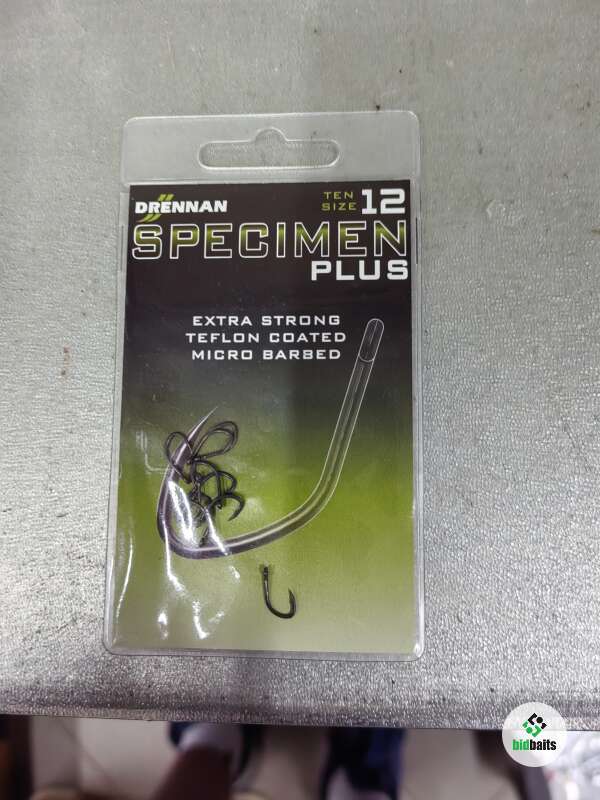 DRENNAN
TEN
SIZE 12
SPECIMEN
PLUS
EXTRA STRONG
TEFLON COATED
MICRO BARBED
bidbaits